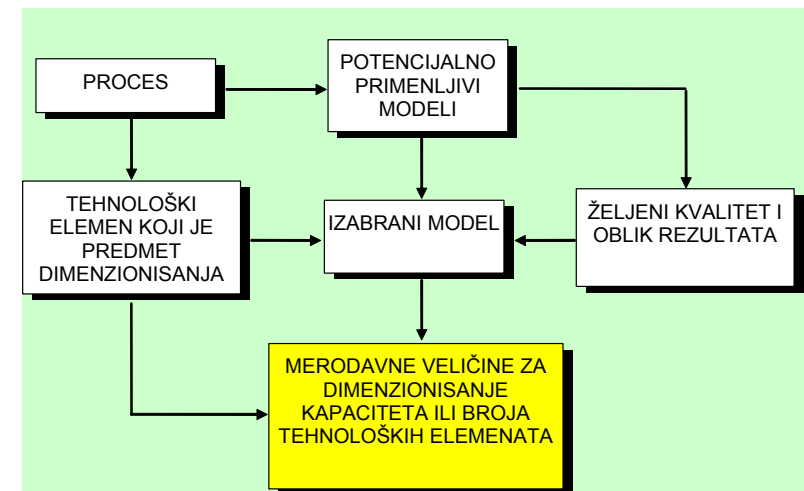 PROCES
POTENCIJALNO
PRIMENLJIVI
MODELI
TEHNOLOŠKI
ELEMEN KOJI JE
PREDMET
DIMENZIONISANJA
IZABRANI MODEL
ŽELJENI KVALITET I
OBLIK REZULTATA
MERODAVNE VELIČINE ZA
DIMENZIONISANJE
KAPACITETA ILI BROJA
TEHNOLOŠKIH ELEMENATA